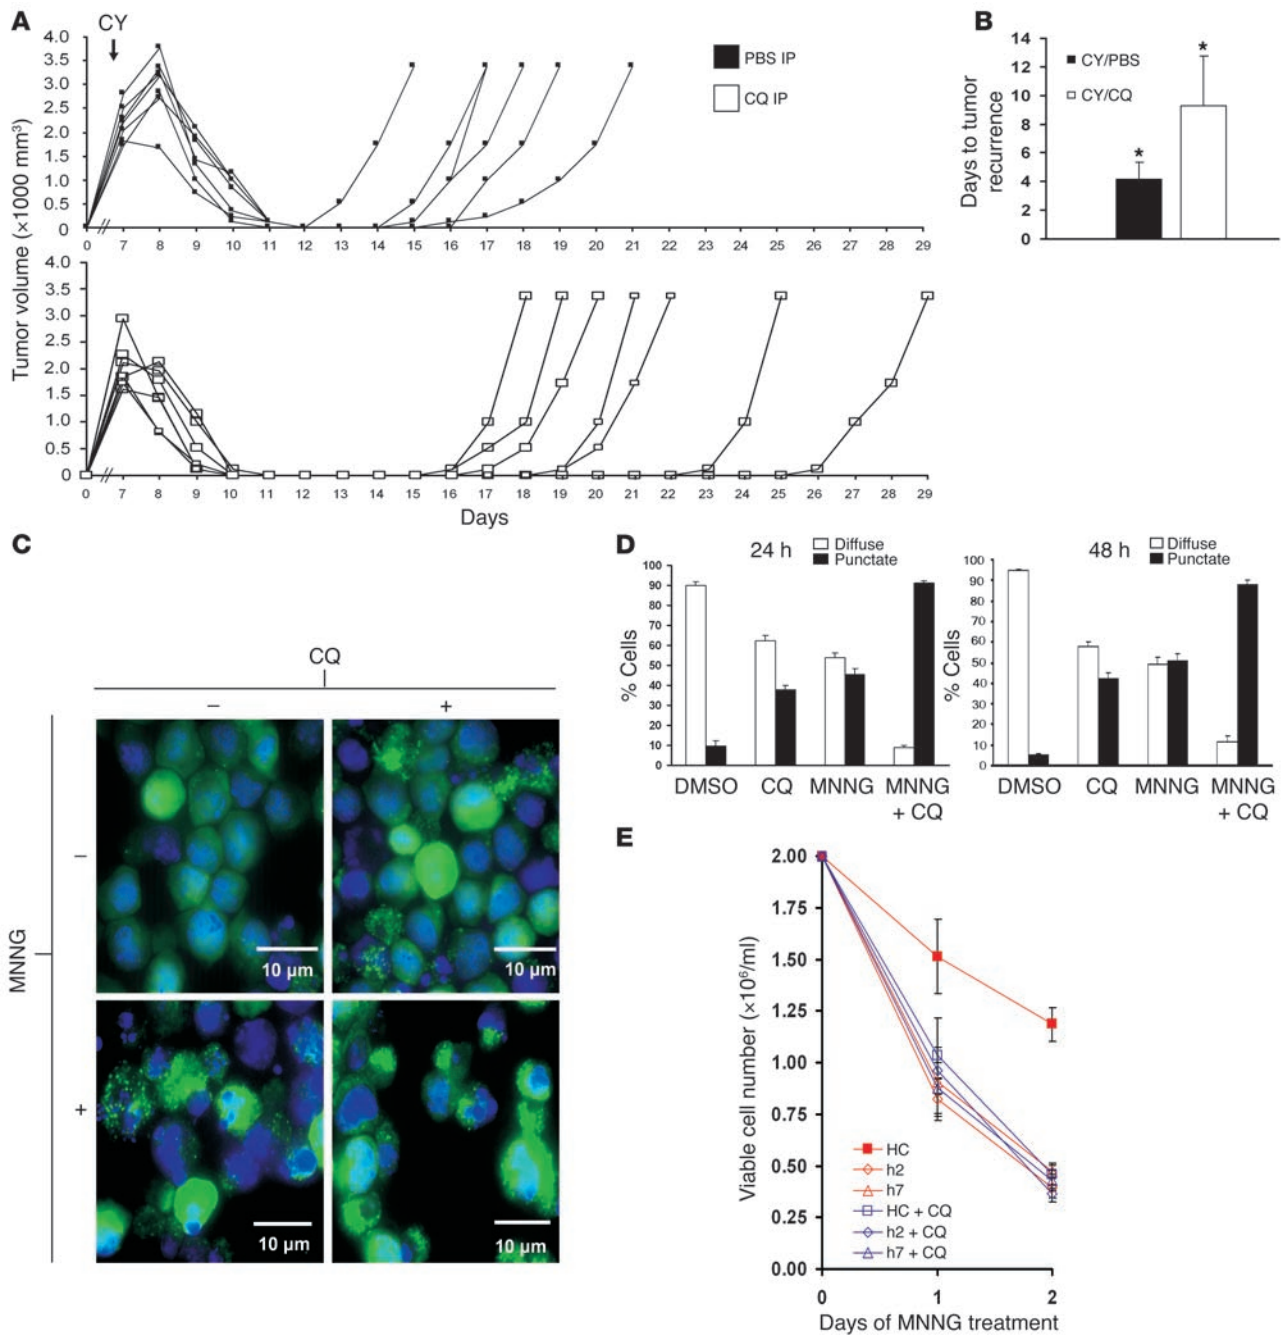 A
CY
4.0
3.5
3.0
2.5
2.0
1.5
1.0
0.5
0
0 7 8 9 10 11 12 13 14 15 16 17 18 19 20 21 22 23 24 25 26 27 28 29
PBS IP
CQ IP
4.0
3.5
3.0
2.5
2.0
1.5
1.0
0.5
0
0 7 8 9 10 11 12 13 14 15 16 17 18 19 20 21 22 23 24 25 26 27 28 29
Tumor volume (×1000 mm³)
Days
B
14
12
10
8
6
4
2
0
Days to tumor
recurrence
CY/PBS
CY/CQ
*
*
C
CQ
– +
MNNG
–
+
10 µm
10 µm
10 µm
10 µm
D
24 h
Diffuse
Punctate
100
90
80
70
60
50
40
30
20
10
0
% Cells
DMSO CQ MNNG MNNG
+ CQ
48 h
Diffuse
Punctate
100
90
80
70
60
50
40
30
20
10
0
% Cells
DMSO CQ MNNG MNNG
+ CQ
E
2.00
1.75
1.50
1.25
1.00
0.75
0.50
0.25
0.00
Viable cell number (×10⁶/ml)
HC
h2
h7
HC + CQ
h2 + CQ
h7 + CQ
0 1 2
Days of MNNG treatment